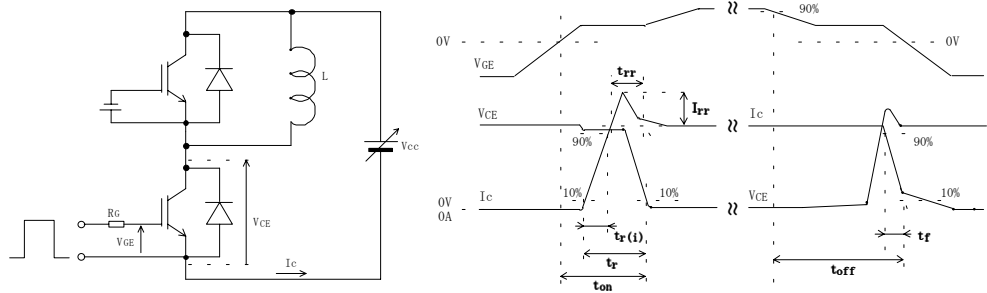 L
Vcc
RG
VGE
VCE
Ic
0V
VGE
90%
0V
trr
Irr
VCE
90%
Ic
90%
0V
0A
Ic
10%
10%
VCE
10%
tr(i)
tr
ton
tf
toff